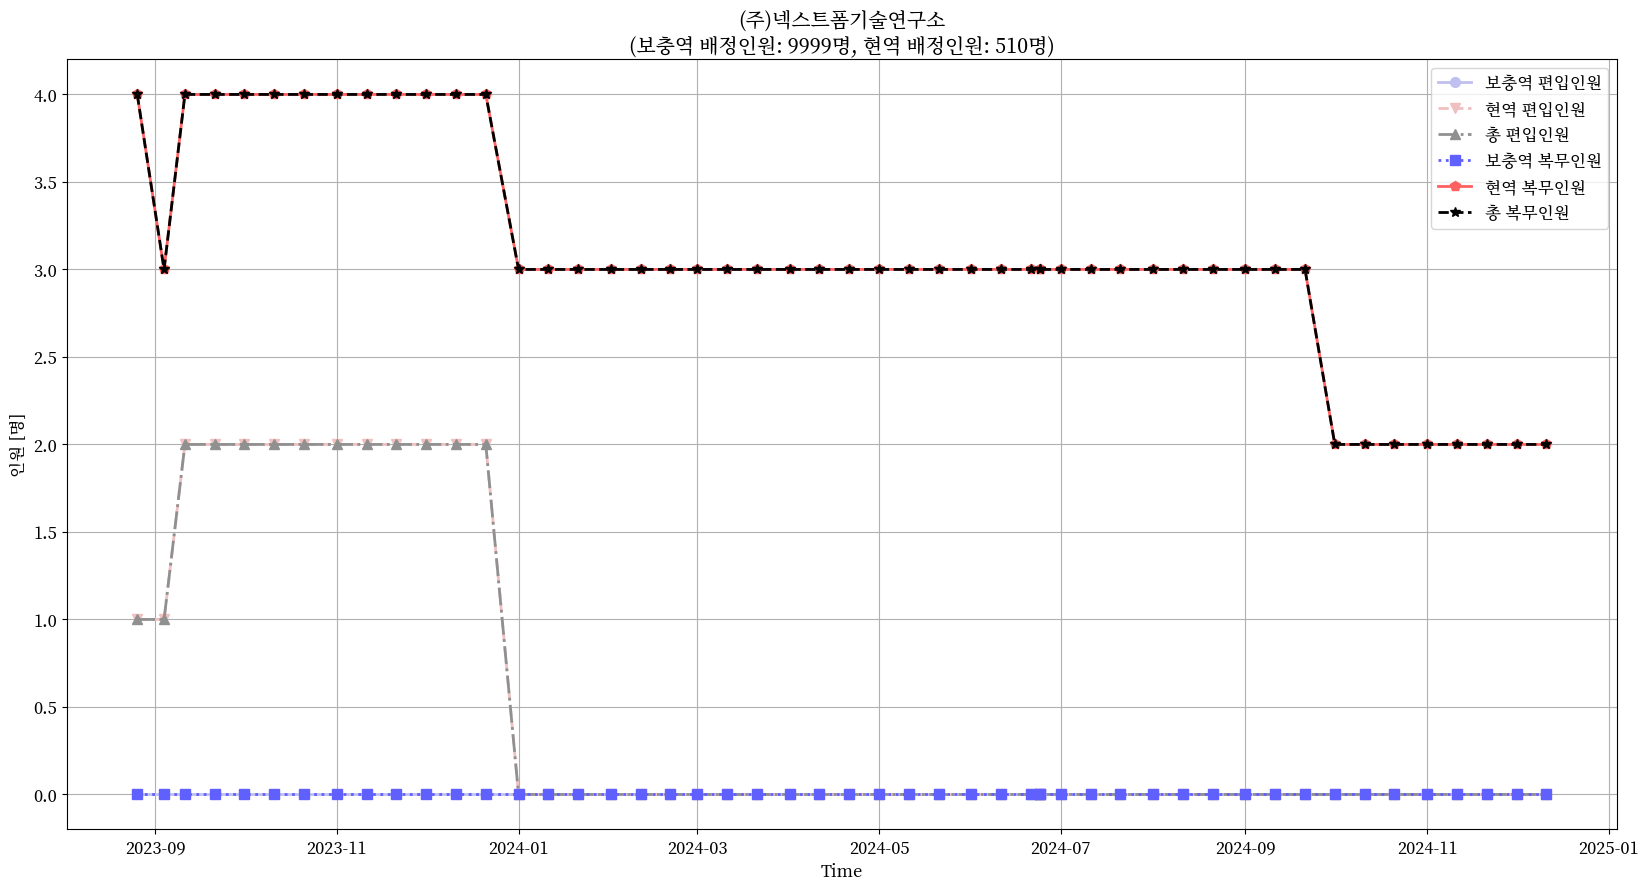 (주)넥스트폼기술연구소
(보충역 배정인원: 9999명, 현역 배정인원: 510명)
보충역 편입인원
현역 편입인원
총 편입인원
보충역 복무인원
현역 복무인원
총 복무인원
인원 [명]
4.0
3.5
3.0
2.5
2.0
1.5
1.0
0.5
0.0
2023-09
2023-11
2024-01
2024-03
2024-05
2024-07
2024-09
2024-11
2025-01
Time